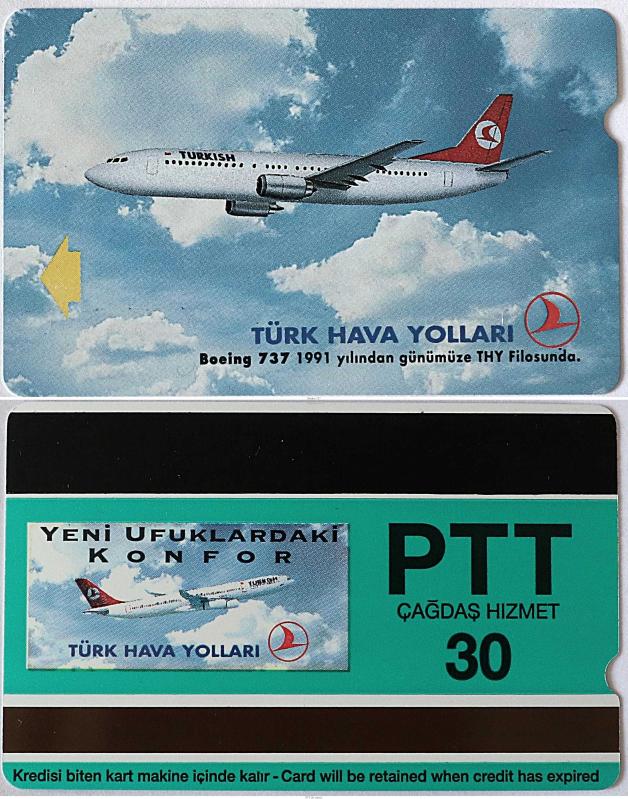 TURKISH
TÜRK HAVA YOLLARI
Boeing 737 1991 yılından günümüze THY Filosunda.
YENİ UFUKLARDAKİ
KONFOR
TURKISH
TÜRK HAVA YOLLARI
PTT
ÇAĞDAŞ HIZMET
30
Kredisi biten kart makine içinde kalır - Card will be retained when credit has expired